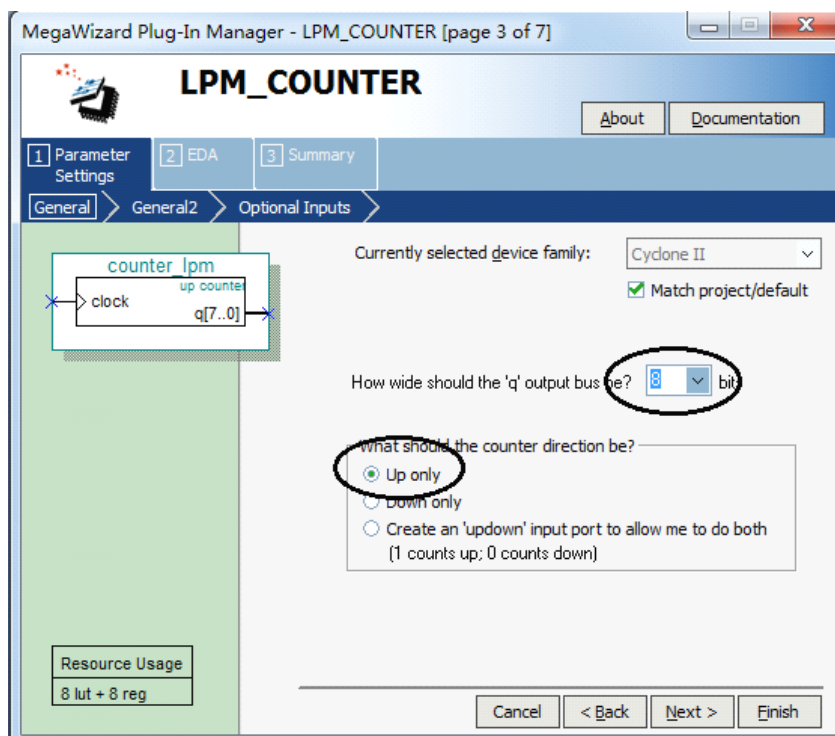 MegaWizard Plug-In Manager - LPM_COUNTER [page 3 of 7]
LPM_COUNTER
About
Documentation
1 Parameter Settings
2 EDA
3 Summary
General
General2
Optional Inputs
counter_lpm
up counter
clock
q[7..0]
Currently selected device family:
Cyclone II
Match project/default
How wide should the 'q' output bus be?
8
bits
What should the counter direction be?
Up only
Down only
Create an 'updown' input port to allow me to do both
(1 counts up; 0 counts down)
Resource Usage
8 lut + 8 reg
Cancel
< Back
Next >
Finish